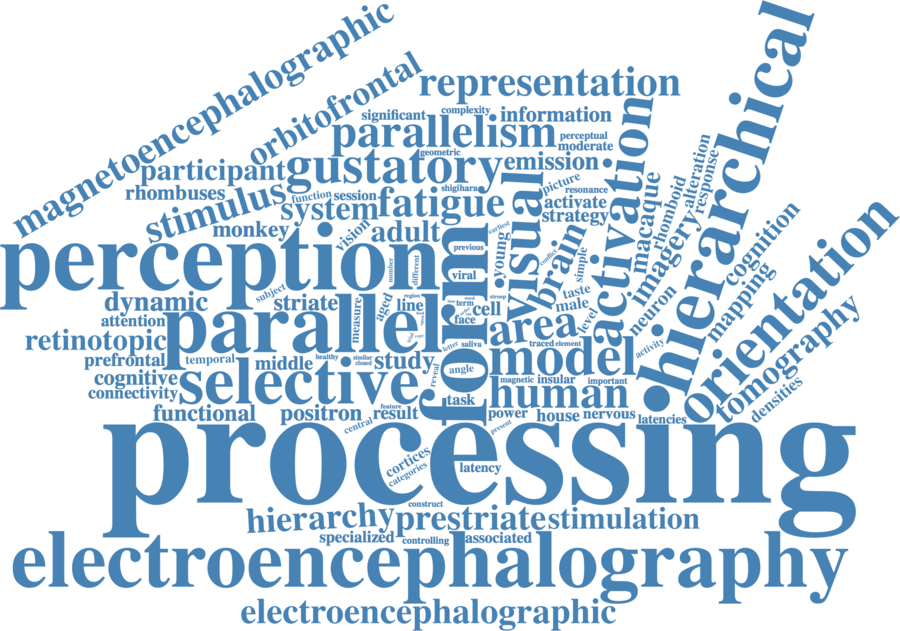 magnetoencephalographic
orbitofrontal
representation
hierarchical
significant
complexity
information
parallelism
perceptual
moderate
geometric
participant
gustatory
emission
activation
rhombuses
stimulus
function
session
shigihara
picture
resonance
activate
strategy
system
fatigue
visual
monkey
vision
adult
brain
macaque
rhomboid
alteration
response
imagery
cognition
orientation
perception
form
previous
viral
young
earliest
conflict
simple
number
different
subject
dynamic
striate
measure
aged
region
line
term
word
stroop
cell
face
taste
male
level
neuron
mapping
attention
parallel
area
retinotopic
letter
saliva
traced
element
activity
tomography
prefrontal
temporal
middle
healthy
similar
closed
study
reveal
angle
model
cognitive
connectivity
selective
magnetic
insular
important
human
task
densities
functional
positron
central
feature
result
power
house
nervous
latencies
present
processing
cortices
categories
latency
construct
hierarchy
prestriate
stimulation
specialized
controlling
associated
electroencephalography
electroencephalographic